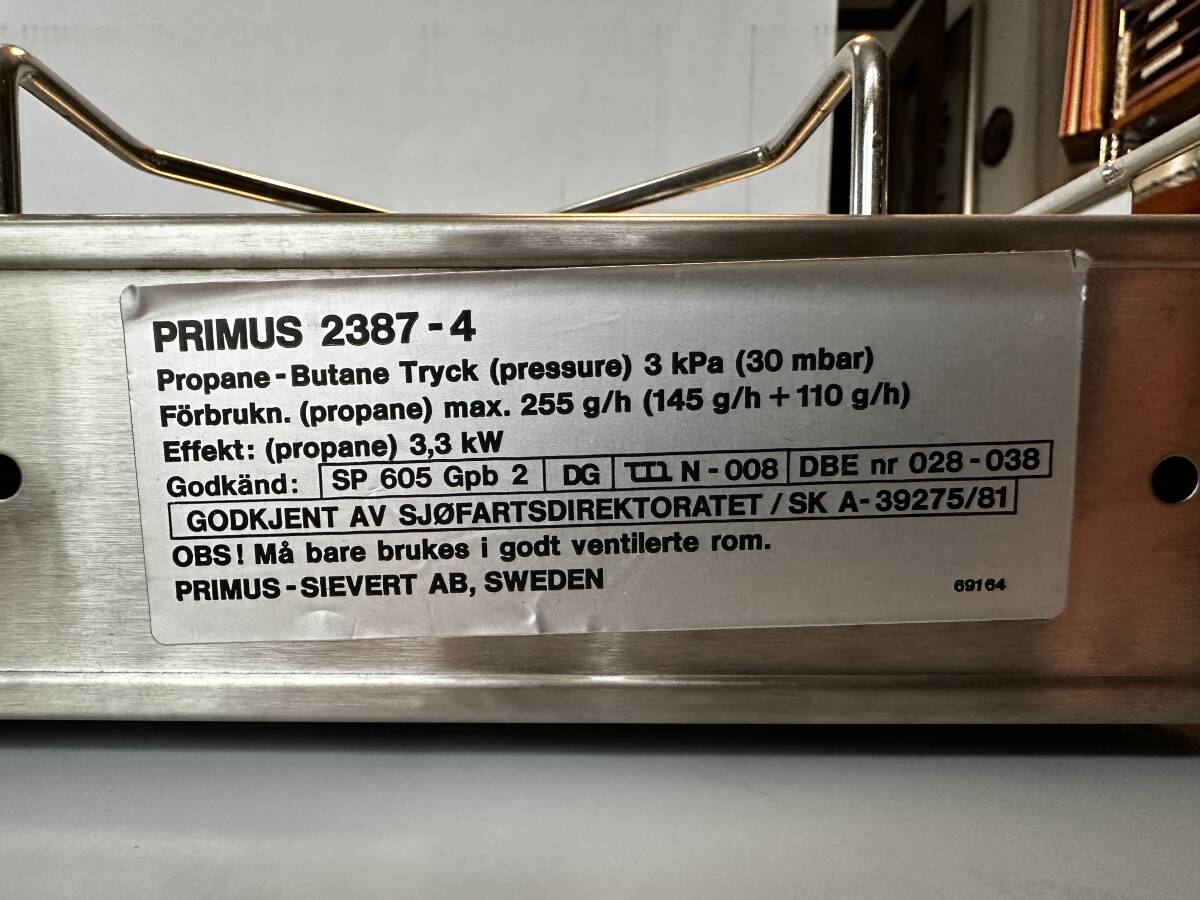 PRIMUS 2387-4
Propane-Butane Tryck (pressure) 3 kPa (30 mbar)
Förbrukn. (propane) max. 255 g/h (145 g/h + 110 g/h)
Effekt: (propane) 3,3 kW
Godkänd: SP 605 Gpb 2 DG N-008 DBE nr 028-038
GODKJENT AV SJØFARTSDIREKTORATET / SK A-39275/81
OBS! Må bare brukes i godt ventilerte rom.
PRIMUS-SIEVERT AB, SWEDEN 69164